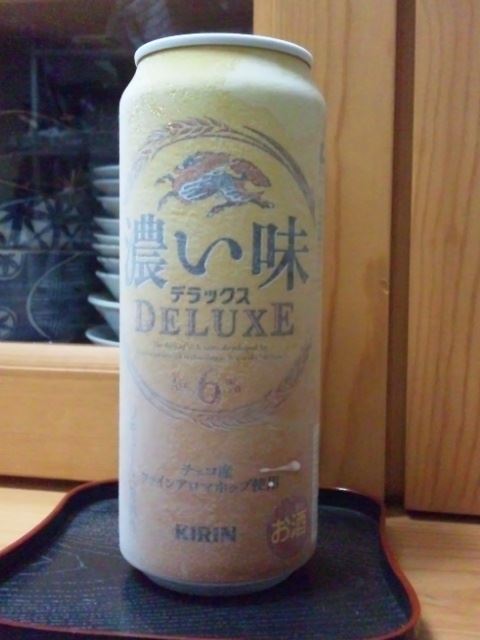 濃い味
デラックス
DELUXE
ALC. 6%
チェコ産
ファインアロマホップ使用
KIRIN
お酒